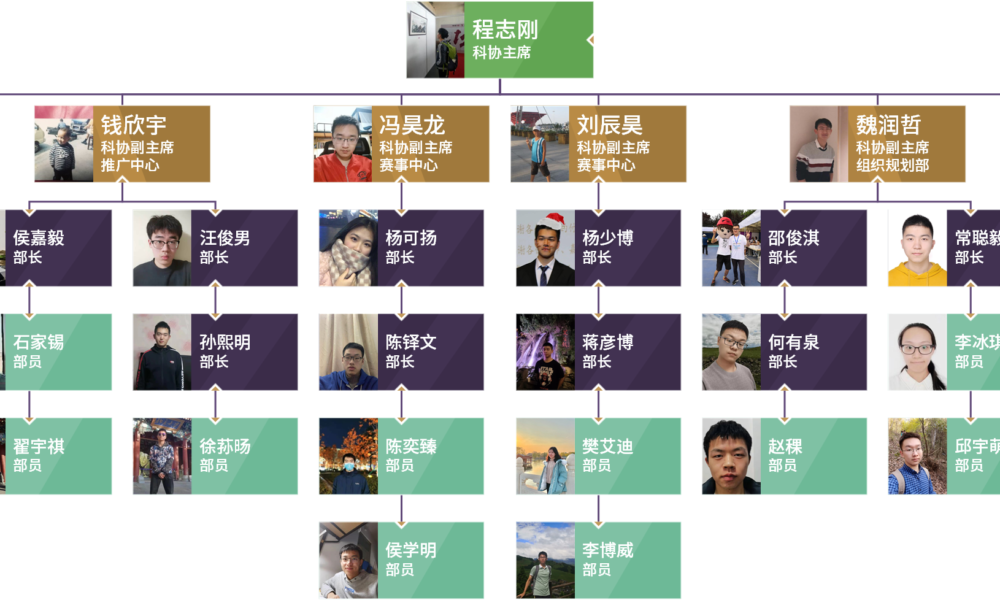 程志刚
科协主席
钱欣宇
科协副主席
推广中心
冯昊龙
科协副主席
赛事中心
刘辰昊
科协副主席
赛事中心
魏润哲
科协副主席
组织规划部
侯嘉毅
部长
汪俊男
部长
杨可扬
部长
杨少博
部长
邵俊淇
部长
常聪毅
部长
石家锡
部员
孙熙明
部长
陈铎文
部长
蒋彦博
部长
何有泉
部长
李冰琪
部员
翟宇祺
部员
徐荪旸
部员
陈奕臻
部员
樊艾迪
部员
赵稞
部员
邱宇萌
部员
侯学明
部员
李博威
部员